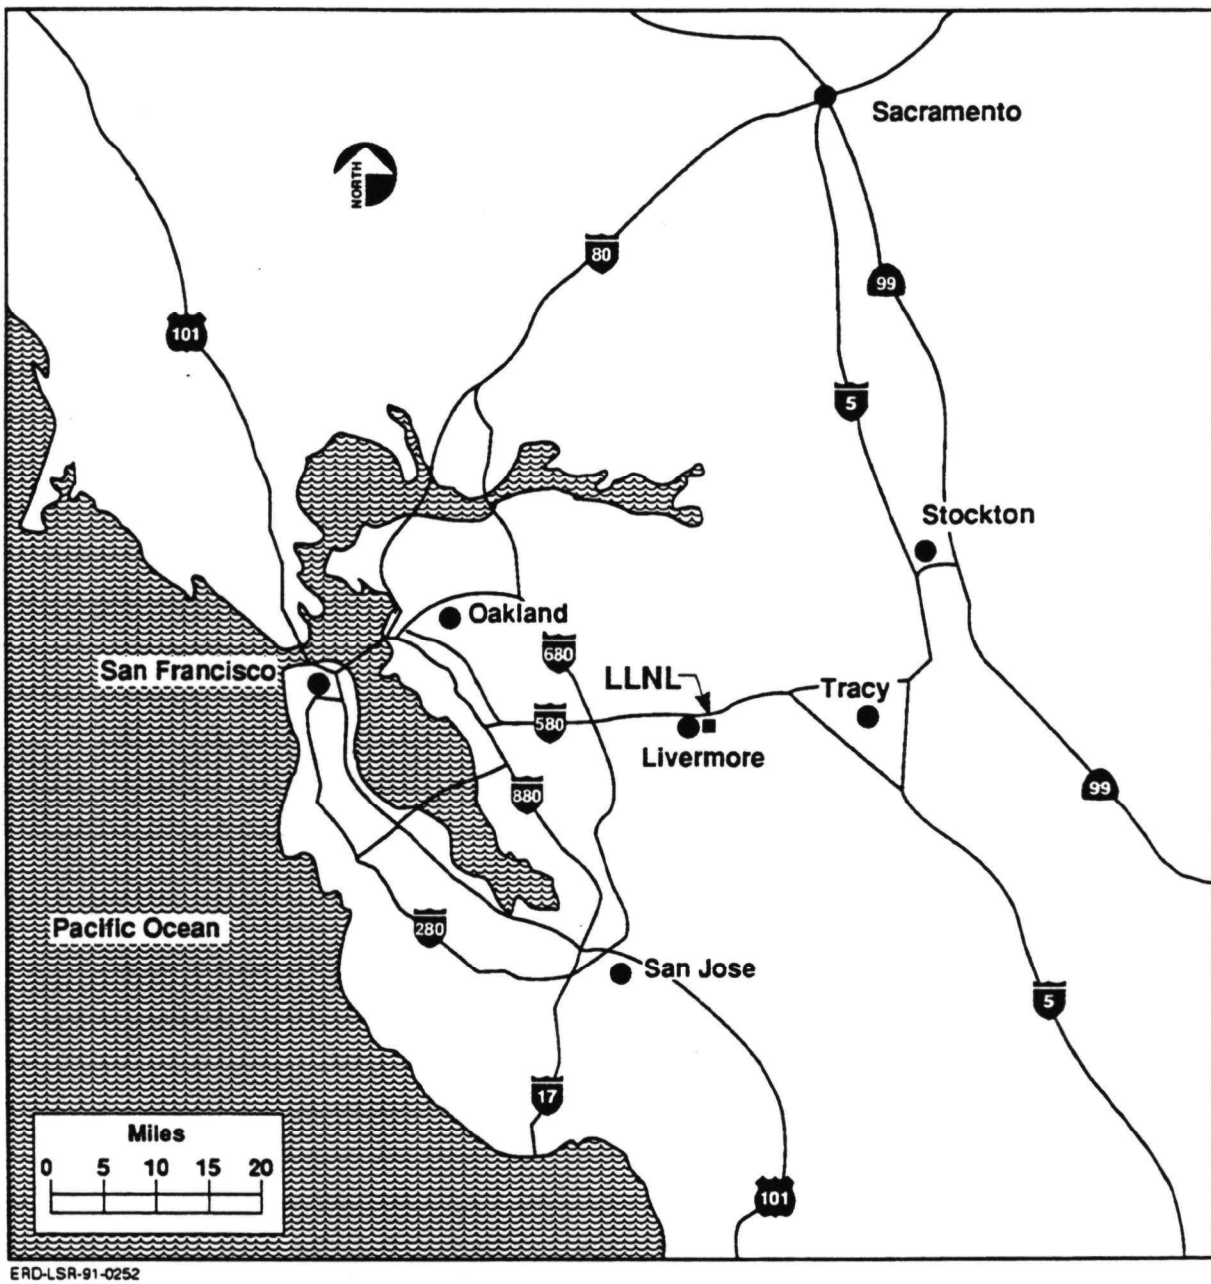 Sacramento
NORTH
80
99
101
5
Stockton
Oakland
680
San Francisco
LLNL
Tracy
580
Livermore
880
99
Pacific Ocean
280
San Jose
5
17
Miles
0 5 10 15 20
101
ERD-LSR-91-0252